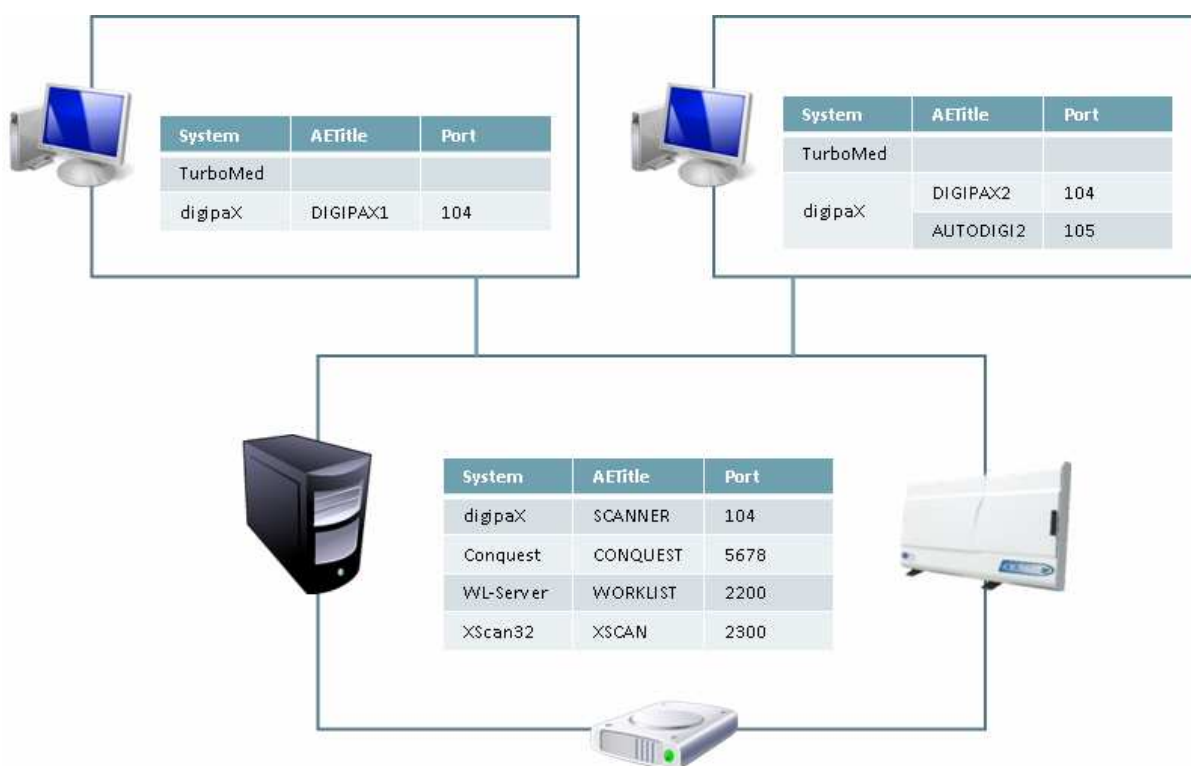 System AETitle Port
TurboMed
digipaX DIGIPAX1 104
System AETitle Port
TurboMed
digipaX
DIGIPAX2 104
AUTODIGI2 105
System AETitle Port
digipaX SCANNER 104
Conquest CONQUEST 5678
WL-Server WORKLIST 2200
XScan32 XSCAN 2300